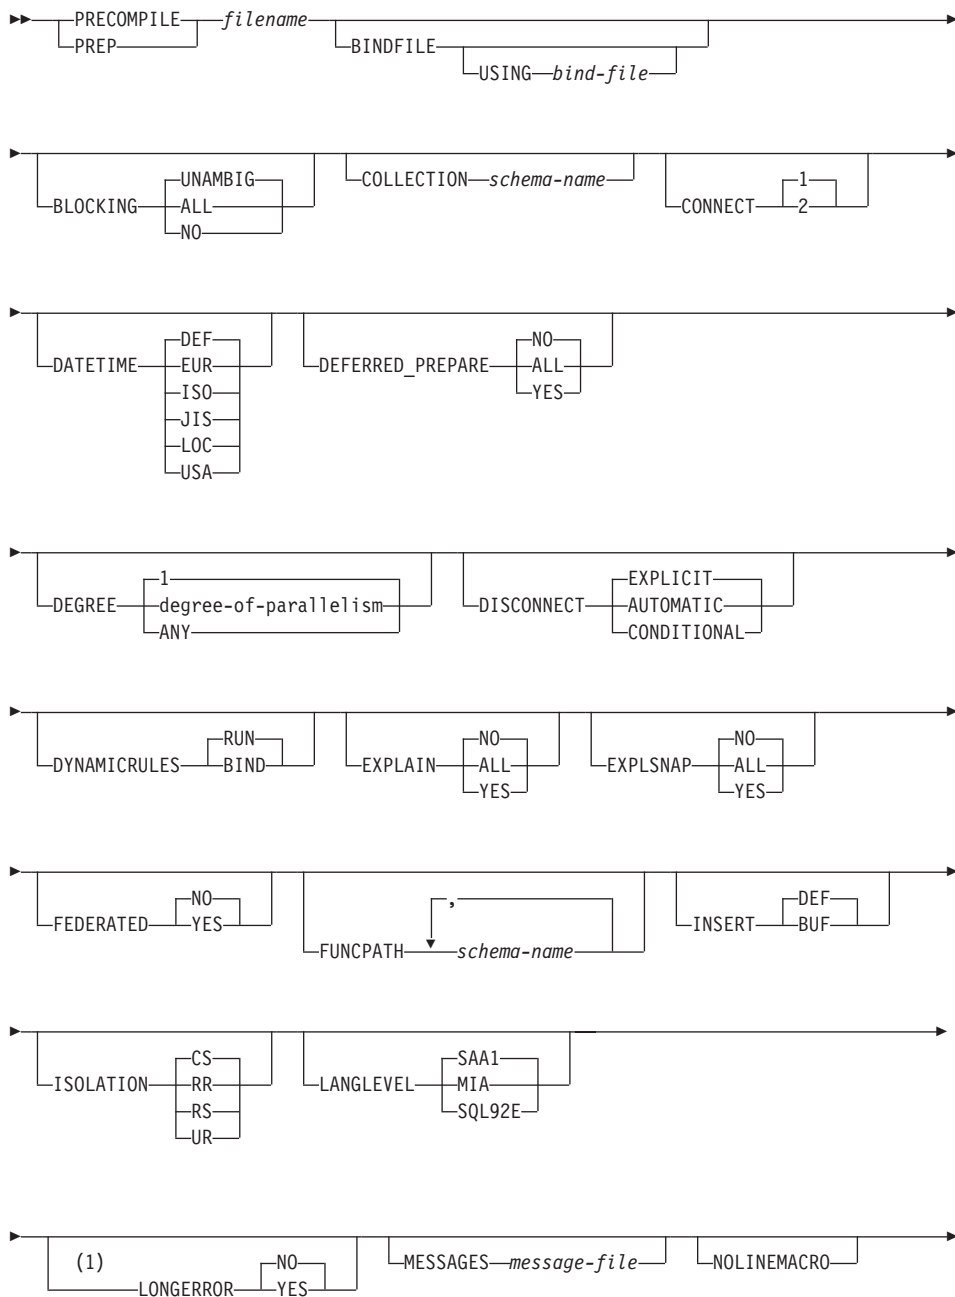 PRECOMPILE filename
PREP BINDFILE
USING bind-file
UNAMBIG COLLECTION schema-name 1
BLOCKING ALL CONNECT 2
NO
DEF NO
DATETIME EUR DEFERRED_PREPARE ALL
ISO YES
JIS
LOC
USA
1 EXPLICIT
DEGREE degree-of-parallelism DISCONNECT AUTOMATIC
ANY CONDITIONAL
RUN NO NO
DYNAMICRULES BIND EXPLAIN ALL EXPLSNAP ALL
YES YES
NO , DEF
FEDERATED YES INSERT BUF
FUNCPATH schema-name
CS SAA1
ISOLATION RR LANGLEVEL MIA
RS SQL92E
UR
(1) NO MESSAGES message-file NOLINEMACRO
LONGERROR YES